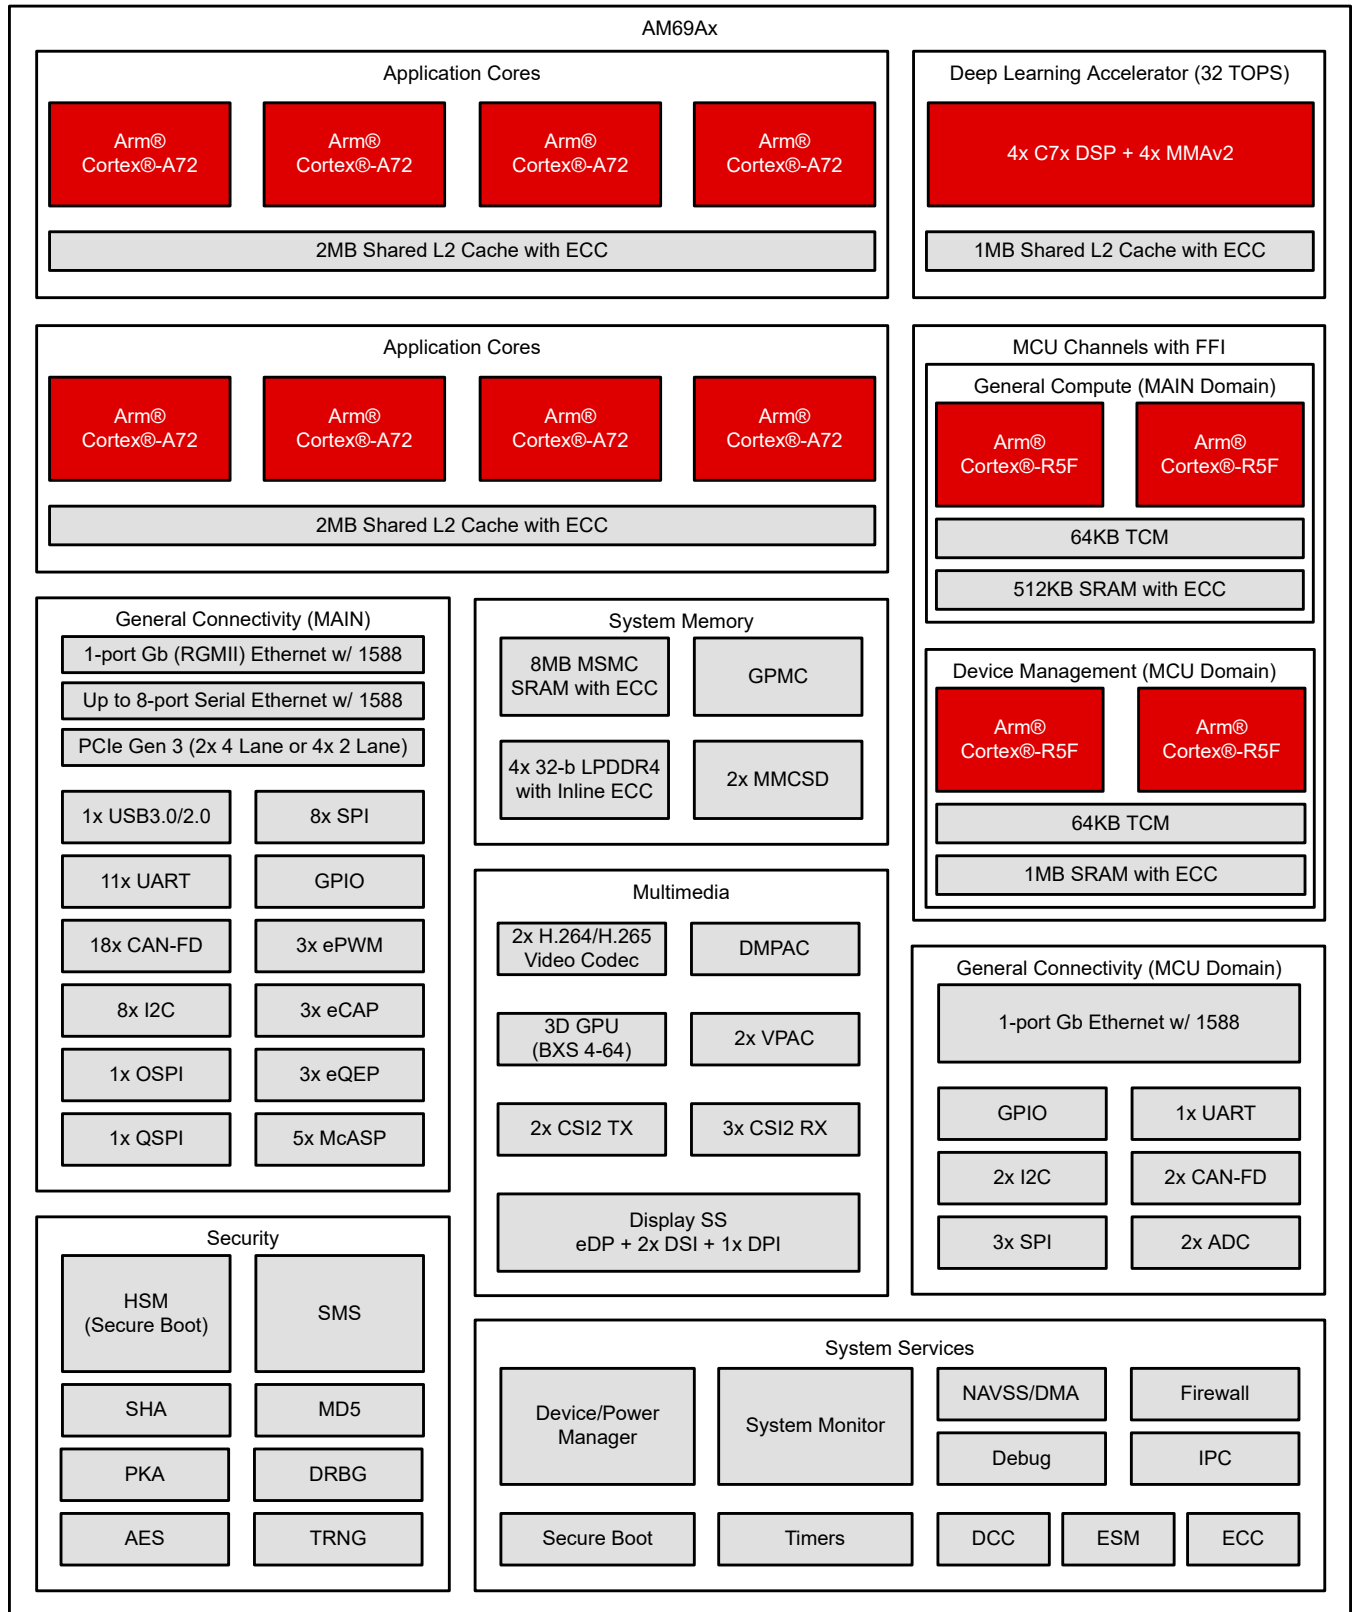 AM69Ax
Application Cores
Arm®
Cortex®-A72
Arm®
Cortex®-A72
Arm®
Cortex®-A72
Arm®
Cortex®-A72
2MB Shared L2 Cache with ECC
Deep Learning Accelerator (32 TOPS)
4x C7x DSP + 4x MMAv2
1MB Shared L2 Cache with ECC
Application Cores
Arm®
Cortex®-A72
Arm®
Cortex®-A72
Arm®
Cortex®-A72
Arm®
Cortex®-A72
2MB Shared L2 Cache with ECC
MCU Channels with FFI
General Compute (MAIN Domain)
Arm®
Cortex®-R5F
Arm®
Cortex®-R5F
64KB TCM
512KB SRAM with ECC
Device Management (MCU Domain)
Arm®
Cortex®-R5F
Arm®
Cortex®-R5F
64KB TCM
1MB SRAM with ECC
General Connectivity (MAIN)
1-port Gb (RGMII) Ethernet w/ 1588
Up to 8-port Serial Ethernet w/ 1588
PCIe Gen 3 (2x 4 Lane or 4x 2 Lane)
1x USB3.0/2.0
8x SPI
11x UART
GPIO
18x CAN-FD
3x ePWM
8x I2C
3x eCAP
1x OSPI
3x eQEP
1x QSPI
5x McASP
System Memory
8MB MSMC
SRAM with ECC
GPMC
4x 32-b LPDDR4
with Inline ECC
2x MMCSD
Multimedia
2x H.264/H.265
Video Codec
DMPAC
3D GPU
(BXS 4-64)
2x VPAC
2x CSI2 TX
3x CSI2 RX
Display SS
eDP + 2x DSI + 1x DPI
General Connectivity (MCU Domain)
1-port Gb Ethernet w/ 1588
GPIO
1x UART
2x I2C
2x CAN-FD
3x SPI
2x ADC
Security
HSM
(Secure Boot)
SMS
SHA
MD5
PKA
DRBG
AES
TRNG
System Services
Device/Power
Manager
System Monitor
NAVSS/DMA
Firewall
Debug
IPC
Secure Boot
Timers
DCC
ESM
ECC